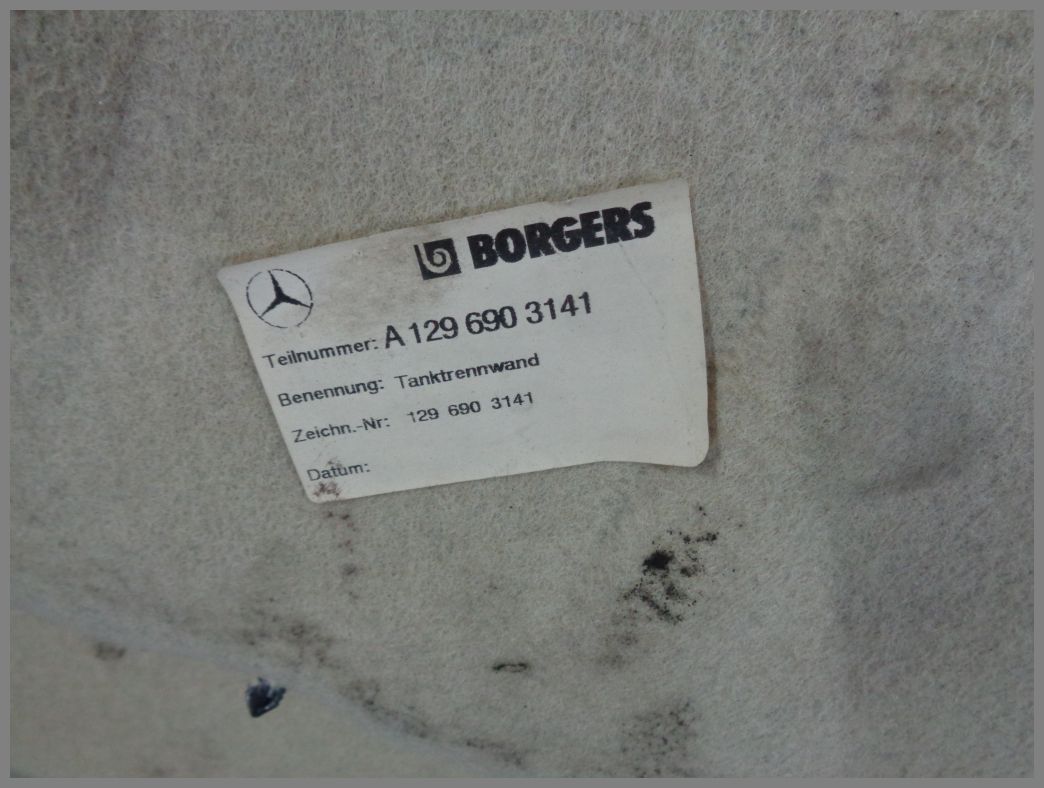 BORGERS
Teilnummer: A 129 690 3141
Benennung: Tanktrennwand
Zeichn.-Nr: 129 690 3141
Datum: